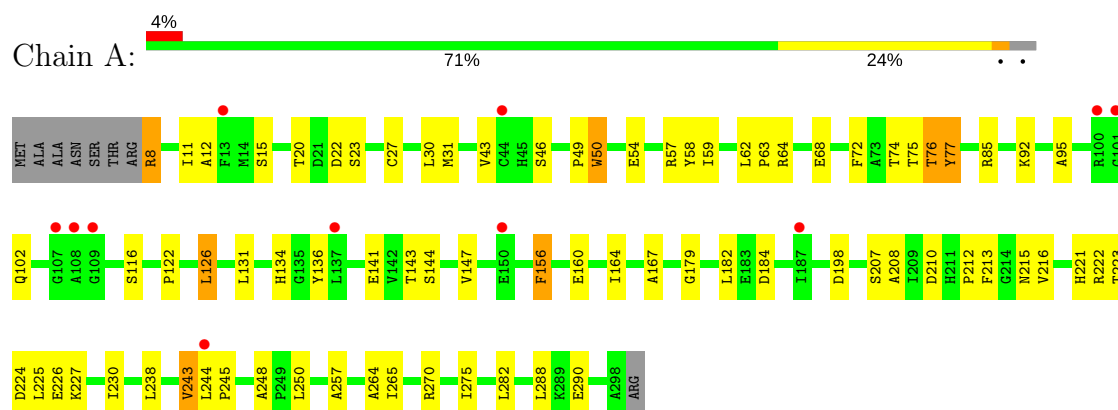 4%
Chain A:
71% 24% • •
MET ALA ALA ASN SER THR ARG R8 I11 A12 F13 M14 S15 T20 D21 D22 S23 C27 L30 M31 V43 C44 H45 S46 P49 W50 E54 R57 Y58 I59 L62 P63 R64 E68 F72 A73 T74 T75 T76 Y77 R85 K92 A95 R100 G101
Q102 G107 A108 G109 S116 P122 L126 L131 H134 G135 Y136 L137 E141 V142 T143 S144 V147 E150 F156 E160 I164 A167 G179 L182 E183 D184 I187 D198 S207 A208 I209 D210 H211 P212 F213 G214 N215 V216 H221 R222 T223
D224 L225 E226 K227 I230 L238 V243 L244 P245 A248 P249 L250 A257 A264 I265 R270 I275 L282 L288 K289 E290 A298 ARG